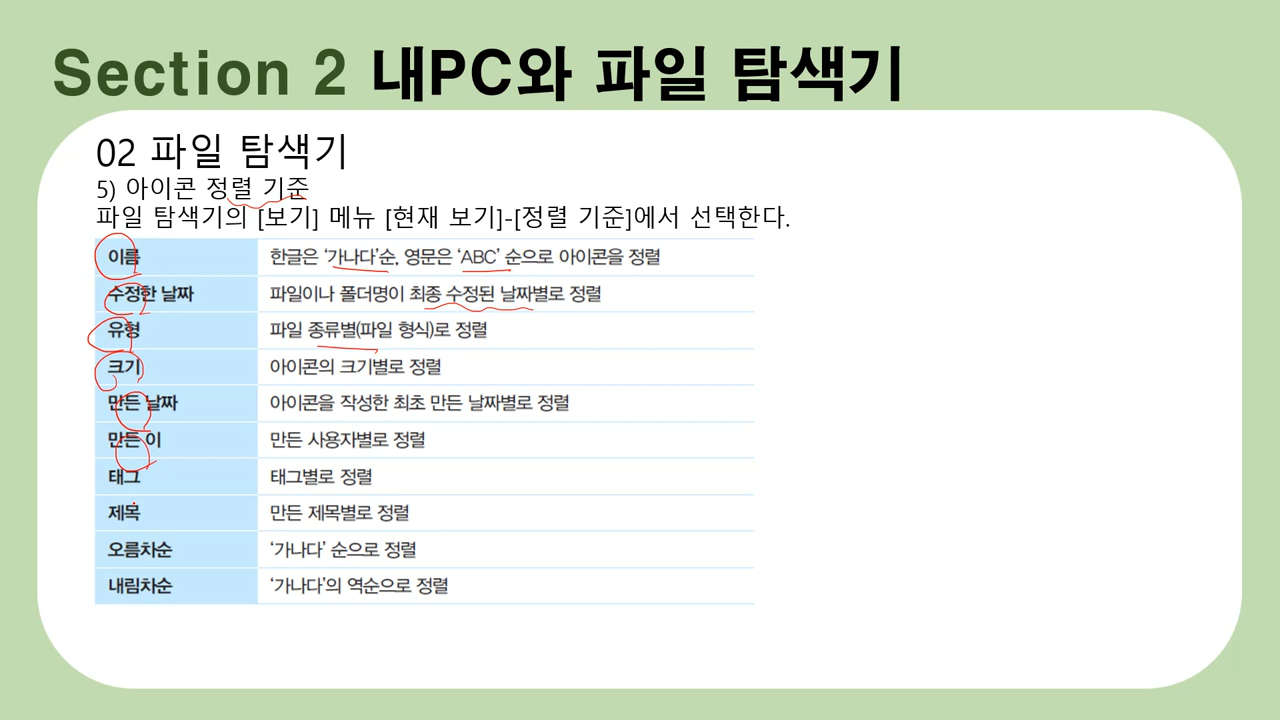 Section 2 내PC와 파일 탐색기
02 파일 탐색기
5) 아이콘 정렬 기준
파일 탐색기의 [보기] 메뉴 [현재 보기]-[정렬 기준]에서 선택한다.
이름 한글은 ‘가나다’순, 영문은 ‘ABC’ 순으로 아이콘을 정렬
수정한 날짜 파일이나 폴더명이 최종 수정된 날짜별로 정렬
유형 파일 종류별(파일 형식)로 정렬
크기 아이콘의 크기별로 정렬
만든 날짜 아이콘을 작성한 최초 만든 날짜별로 정렬
만든 이 만든 사용자별로 정렬
태그 태그별로 정렬
제목 만든 제목별로 정렬
오름차순 ‘가나다’ 순으로 정렬
내림차순 ‘가나다’의 역순으로 정렬